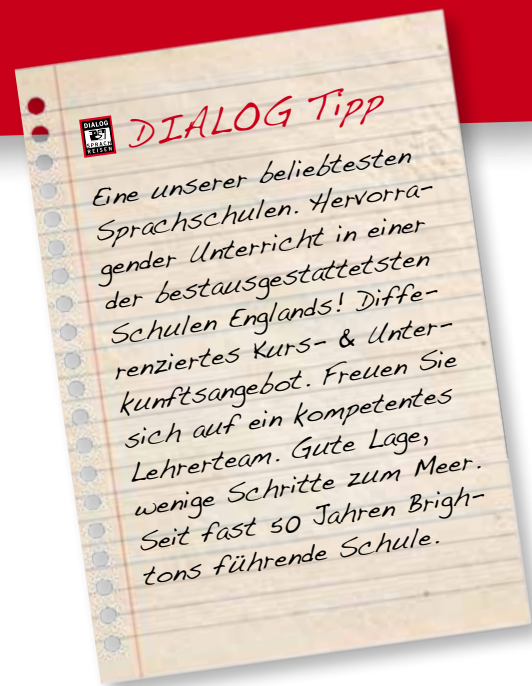 DIALOG
SPRACH
REISEN
DIALOG Tipp
Eine unserer beliebtesten
Sprachschulen. Hervorra-
gender Unterricht in einer
der bestausgestattetsten
Schulen Englands! Diffe-
renziertes Kurs- & Unter-
kunftsangebot. Freuen Sie
sich auf ein kompetentes
Lehrerteam. Gute Lage,
wenige Schritte zum Meer.
Seit fast 50 Jahren Brigh-
tons führende Schule.